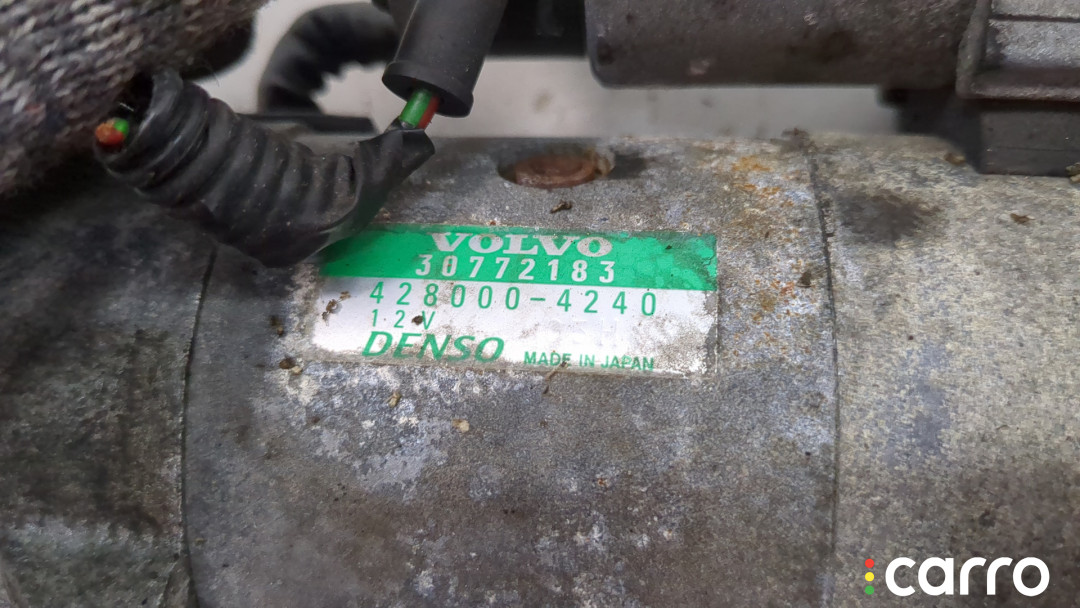 VOLVO
30772183
428000-4240
12V
DENSO MADE IN JAPAN
carro